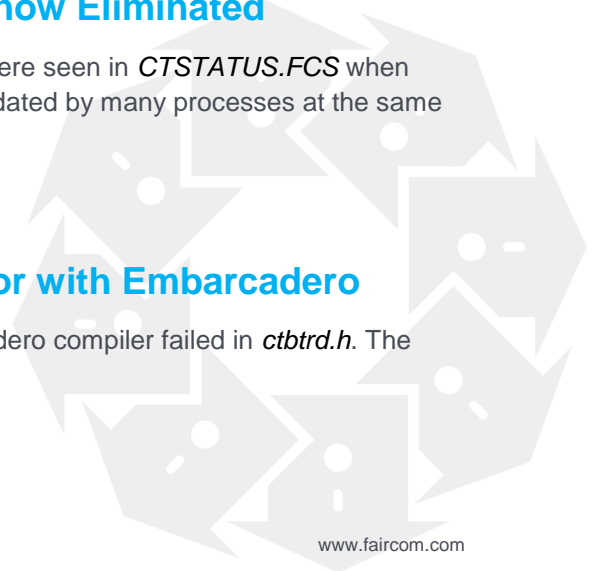 now Eliminated
ere seen in CTSTATUS.FCS when
dated by many processes at the same
or with Embarcadero
dero compiler failed in ctbtrd.h. The
www.faircom.com